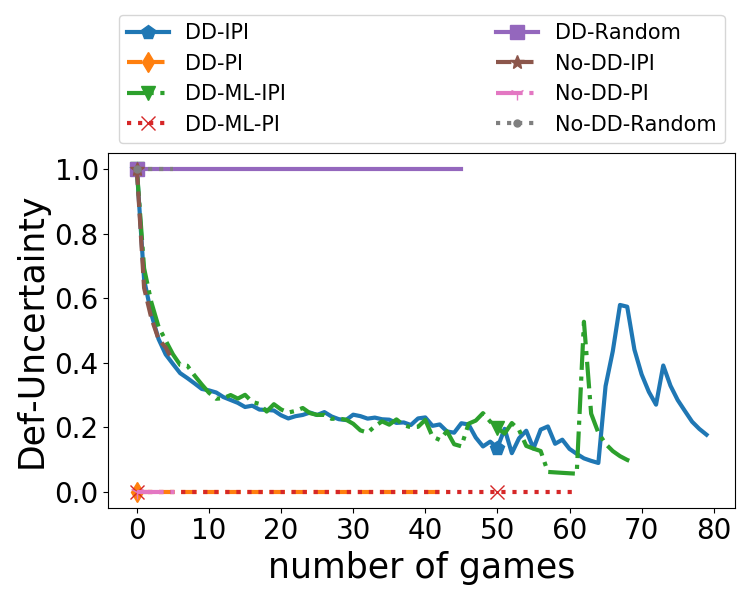 DD-IPI
DD-PI
DD-ML-IPI
DD-ML-PI
DD-Random
No-DD-IPI
No-DD-PI
No-DD-Random
Def-Uncertainty
1.0
0.8
0.6
0.4
0.2
0.0
0 10 20 30 40 50 60 70 80
number of games